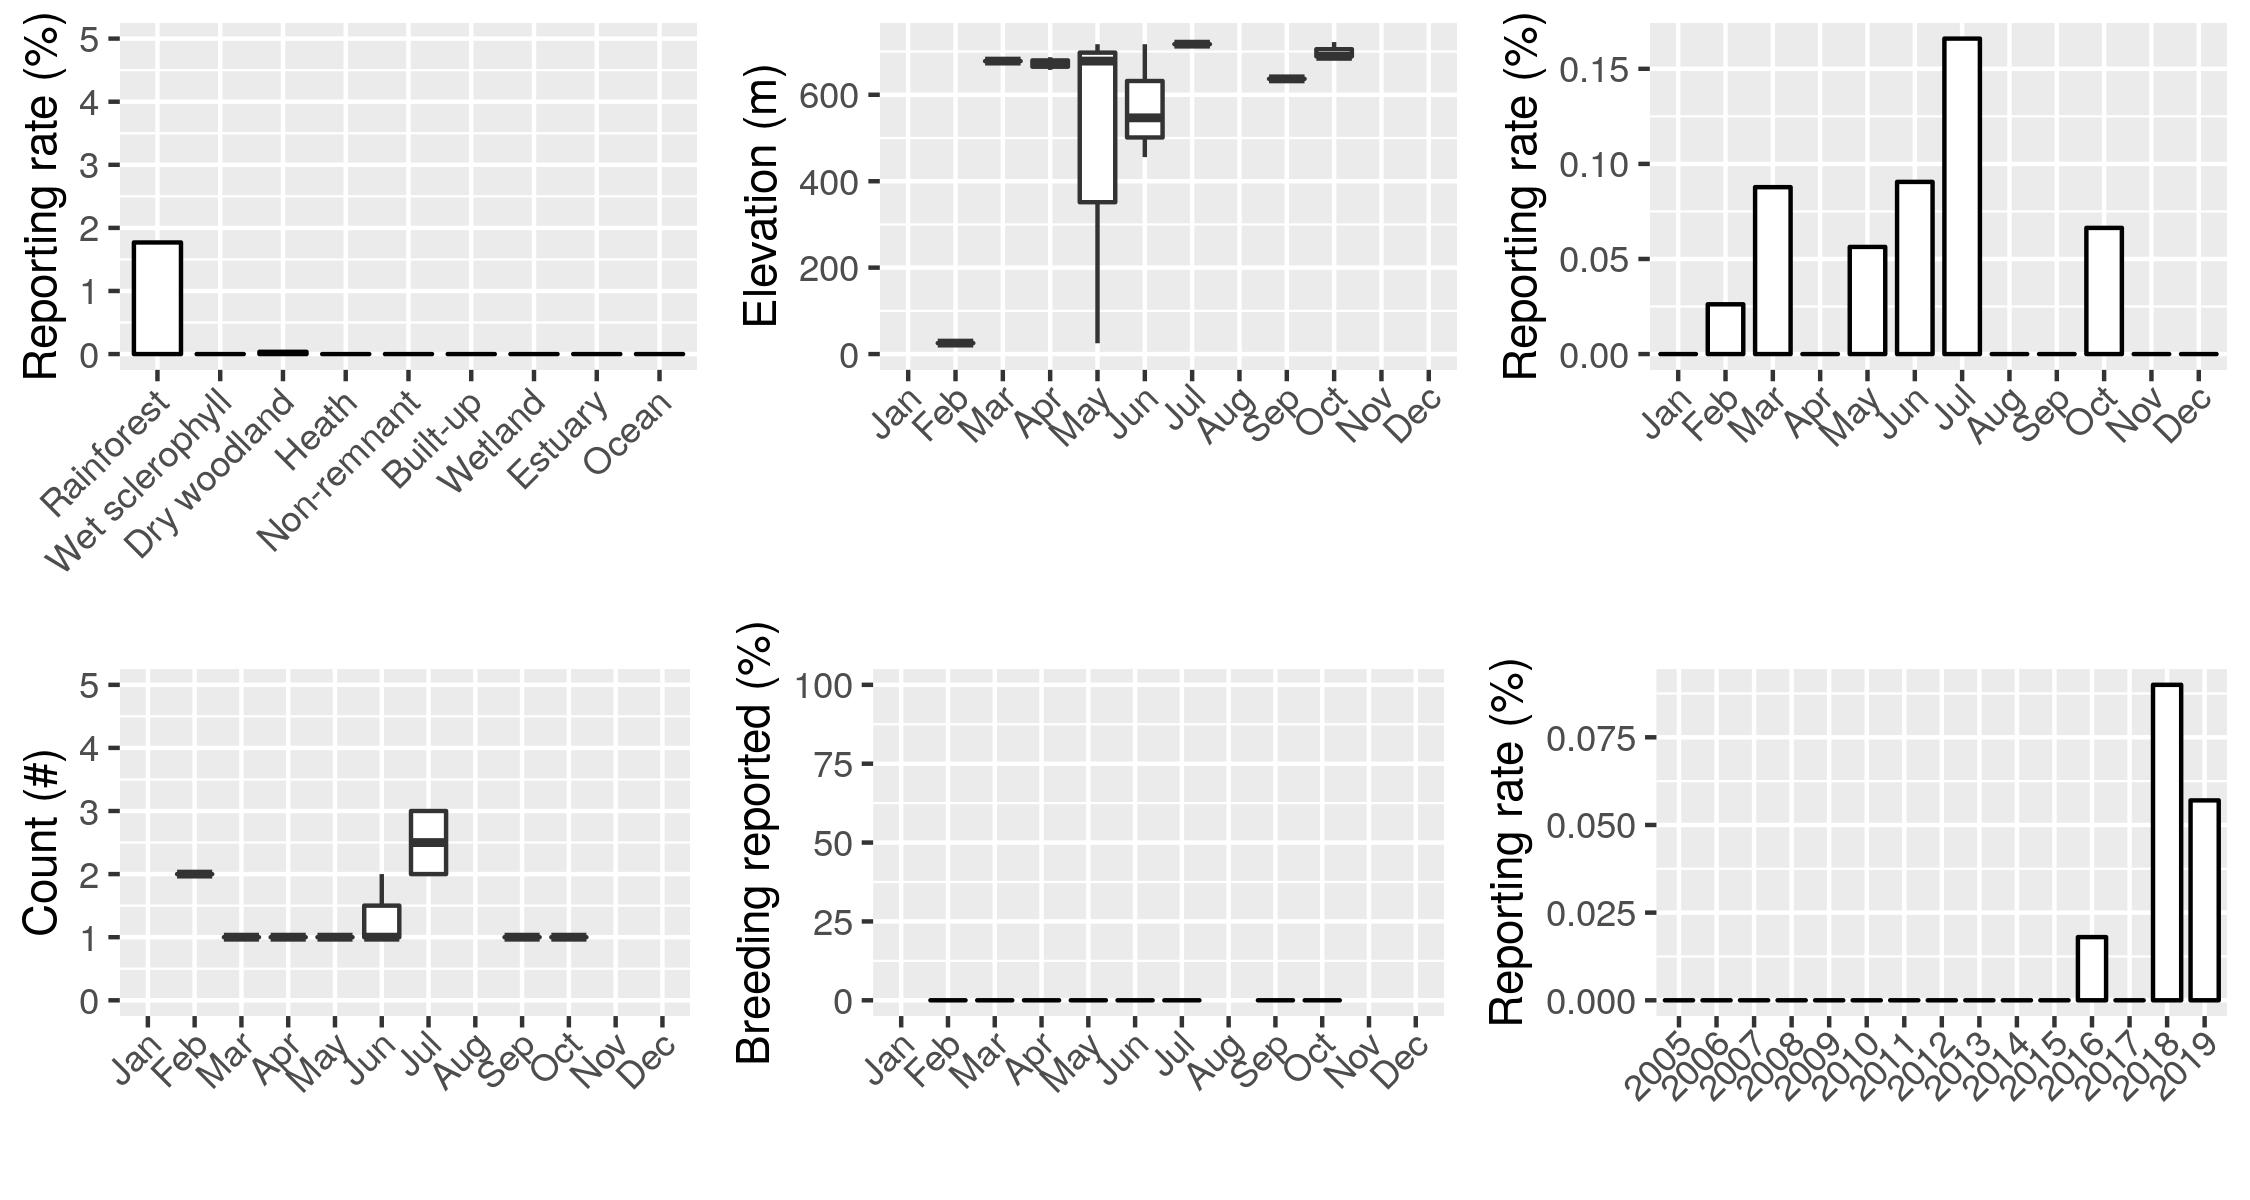 Reporting rate (%)
5
4
3
2
1
0
Rainforest
Wet sclerophyll
Dry woodland
Heath
Non-remnant
Built-up
Wetland
Estuary
Ocean
Elevation (m)
600
400
200
0
Jan
Feb
Mar
Apr
May
Jun
Jul
Aug
Sep
Oct
Nov
Dec
Reporting rate (%)
0.15
0.10
0.05
0.00
Jan
Feb
Mar
Apr
May
Jun
Jul
Aug
Sep
Oct
Nov
Dec
Count (#)
5
4
3
2
1
0
Jan
Feb
Mar
Apr
May
Jun
Jul
Aug
Sep
Oct
Nov
Dec
Breeding reported (%)
100
75
50
25
0
Jan
Feb
Mar
Apr
May
Jun
Jul
Aug
Sep
Oct
Nov
Dec
Reporting rate (%)
0.075
0.050
0.025
0.000
2005
2006
2007
2008
2009
2010
2011
2012
2013
2014
2015
2016
2017
2018
2019